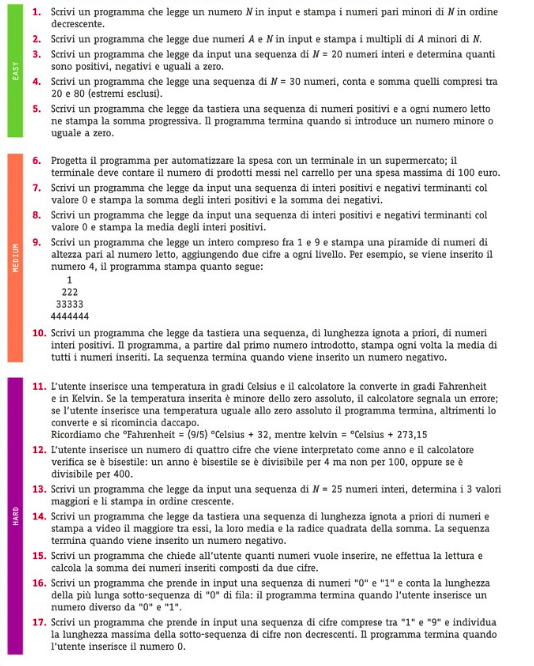 EASY
1. Scrivi un programma che legge un numero N in input e stampa i numeri pari minori di N in ordine
decrescente.
2. Scrivi un programma che legge due numeri A e N in input e stampa i multipli di A minori di N.
3. Scrivi un programma che legge da input una sequenza di N = 20 numeri interi e determina quanti
sono positivi, negativi e uguali a zero.
4. Scrivi un programma che legge una sequenza di N = 30 numeri, conta e somma quelli compresi tra
20 e 80 (estremi esclusi).
5. Scrivi un programma che legge da tastiera una sequenza di numeri positivi e a ogni numero letto
ne stampa la somma progressiva. Il programma termina quando si introduce un numero minore o
uguale a zero.
MEDIUM
6. Progetta il programma per automatizzare la spesa con un terminale in un supermercato; il
terminale deve contare il numero di prodotti messi nel carrello per una spesa massima di 100 euro.
7. Scrivi un programma che legge da input una sequenza di interi positivi e negativi terminanti col
valore 0 e stampa la somma degli interi positivi e la somma dei negativi.
8. Scrivi un programma che legge da input una sequenza di interi positivi e negativi terminanti col
valore 0 e stampa la media degli interi positivi.
9. Scrivi un programma che legge un intero compreso fra 1 e 9 e stampa una piramide di numeri di
altezza pari al numero letto, aggiungendo due cifre a ogni livello. Per esempio, se viene inserito il
numero 4, il programma stampa quanto segue:
1
222
33333
4444444
10. Scrivi un programma che legge da tastiera una sequenza, di lunghezza ignota a priori, di numeri
interi positivi. Il programma, a partire dal primo numero introdotto, stampa ogni volta la media di
tutti i numeri inseriti. La sequenza termina quando viene inserito un numero negativo.
HARD
11. L'utente inserisce una temperatura in gradi Celsius e il calcolatore la converte in gradi Fahrenheit
e in Kelvin. Se la temperatura inserita è minore dello zero assoluto, il calcolatore segnala un errore;
se l'utente inserisce una temperatura uguale allo zero assoluto il programma termina, altrimenti lo
converte e si ricomincia daccapo.
Ricordiamo che °Fahrenheit = (9/5) °Celsius + 32, mentre kelvin = °Celsius + 273,15
12. L'utente inserisce un numero di quattro cifre che viene interpretato come anno e il calcolatore
verifica se è bisestile: un anno è bisestile se è divisibile per 4 ma non per 100, oppure se è
divisibile per 400.
13. Scrivi un programma che legge da input una sequenza di N = 25 numeri interi, determina i 3 valori
maggiori e li stampa in ordine crescente.
14. Scrivi un programma che legge da tastiera una sequenza di lunghezza ignota a priori di numeri e
stampa a video il maggiore tra essi, la loro media e la radice quadrata della somma. La sequenza
termina quando viene inserito un numero negativo.
15. Scrivi un programma che chiede all'utente quanti numeri vuole inserire, ne effettua la lettura e
calcola la somma dei numeri inseriti composti da due cifre.
16. Scrivi un programma che prende in input una sequenza di numeri "0" e "1" e conta la lunghezza
della più lunga sotto-sequenza di "0" di fila: il programma termina quando l'utente inserisce un
numero diverso da "0" e "1".
17. Scrivi un programma che prende in input una sequenza di cifre comprese tra "1" e "9" e individua
la lunghezza massima della sotto-sequenza di cifre non decrescenti. Il programma termina quando
l'utente inserisce il numero 0.